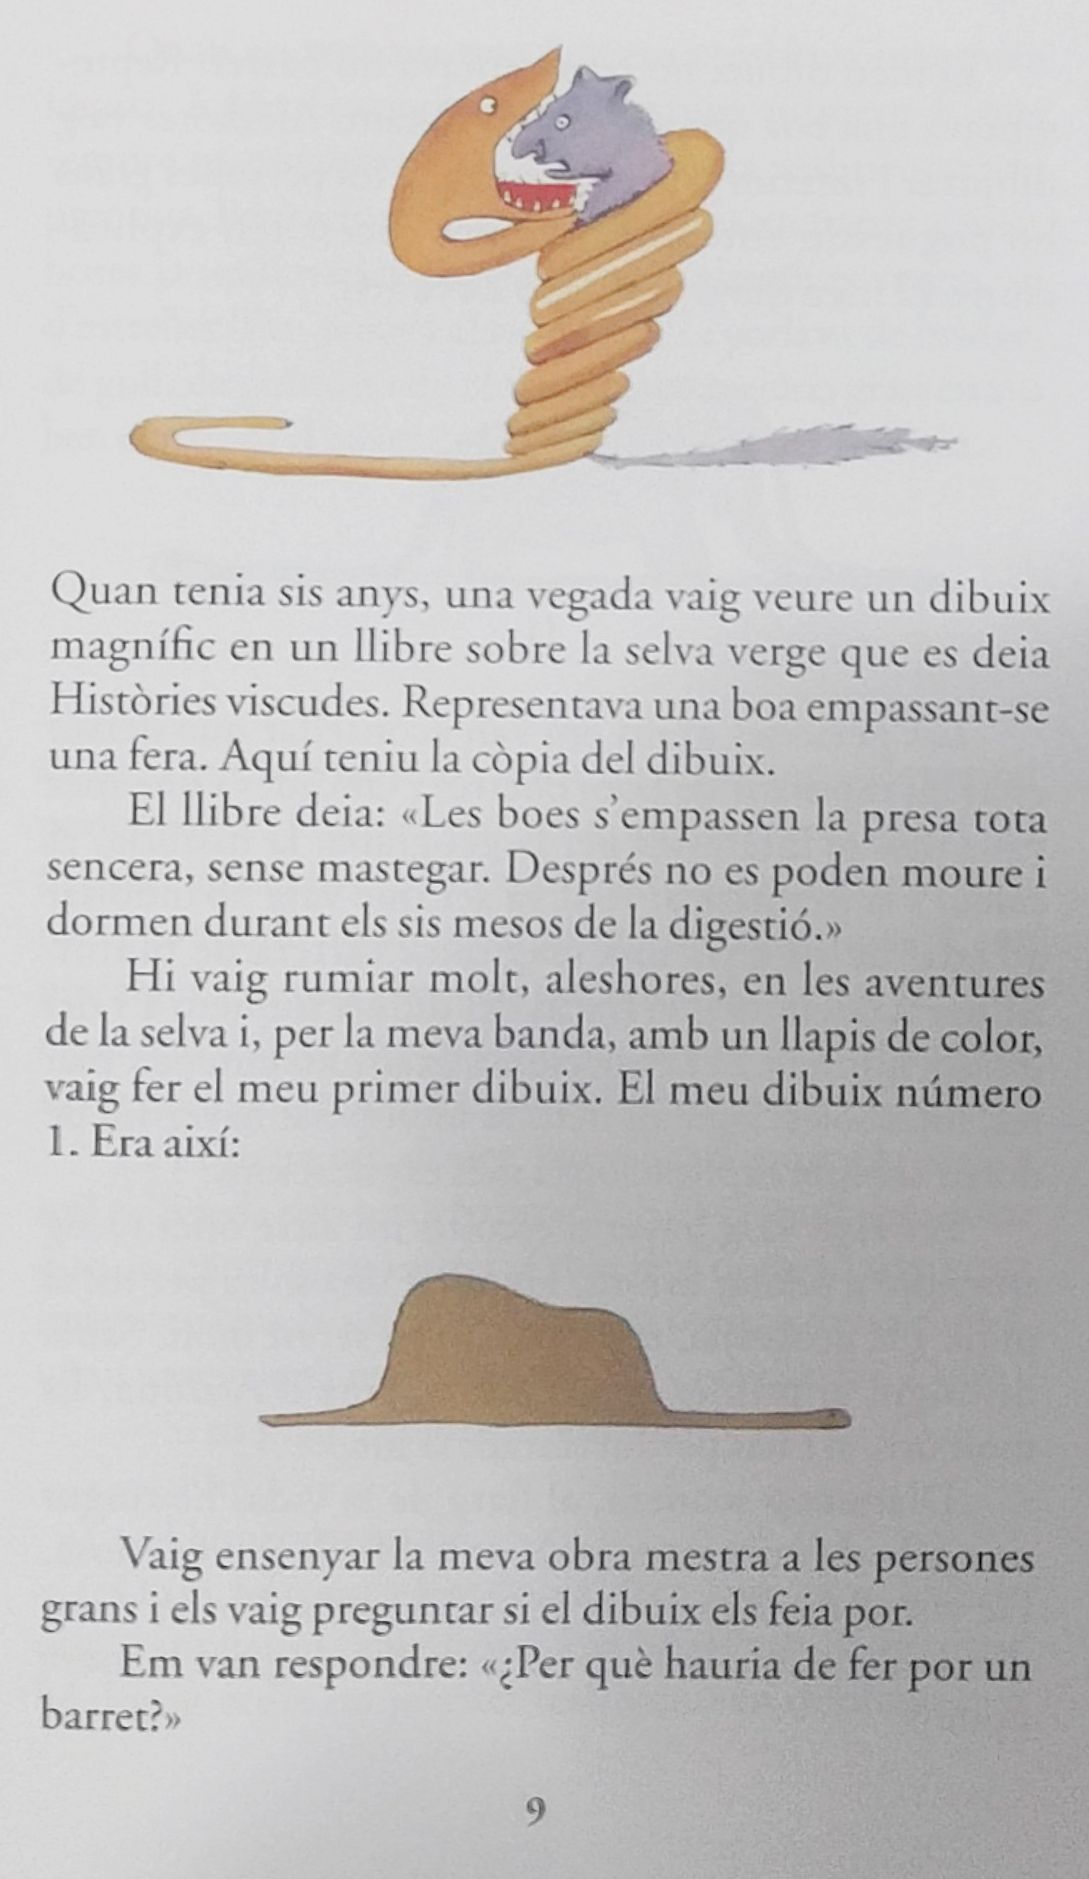 Quan tenia sis anys, una vegada vaig veure un dibuix
magnífic en un llibre sobre la selva verge que es deia
Històries viscudes. Representava una boa empassant-se
una fera. Aquí teniu la còpia del dibuix.
El llibre deia: «Les boes s'empassen la presa tota
sencera, sense mastegar. Després no es poden moure i
dormen durant els sis mesos de la digestió.»
Hi vaig rumiar molt, aleshores, en les aventures
de la selva i, per la meva banda, amb un llapis de color,
vaig fer el meu primer dibuix. El meu dibuix número
1. Era així:
Vaig ensenyar la meva obra mestra a les persones
grans i els vaig preguntar si el dibuix els feia por.
Em van respondre: «¿Per què hauria de fer por un
barret?»
9